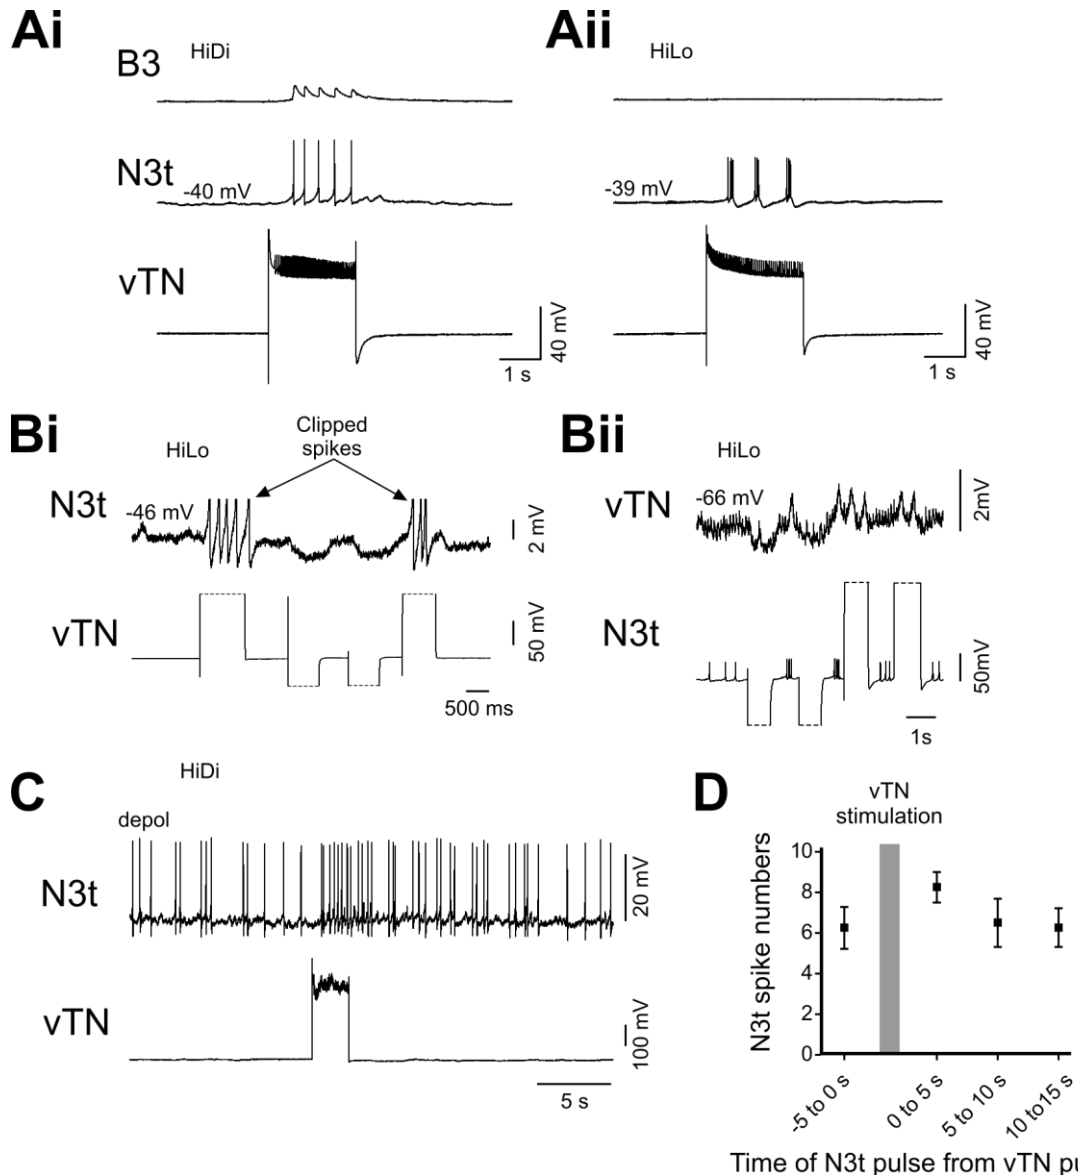 Ai
Aii
B3
HiDi
HiLo
N3t
-40 mV
N3t
-39 mV
vTN
vTN
40 mV
1 s
40 mV
1 s
Bi
HiLo
Clipped
spikes
N3t
-46 mV
2 mV
vTN
50 mV
500 ms
Bii
HiLo
vTN
-66 mV
2mV
N3t
50mV
1s
C
HiDi
depol
N3t
20 mV
vTN
100 mV
5 s
D
vTN
stimulation
N3t spike numbers
10
8
6
4
2
0
-5 to 0 s
0 to 5 s
5 to 10 s
10 to15 s
Time of N3t pulse from vTN pu